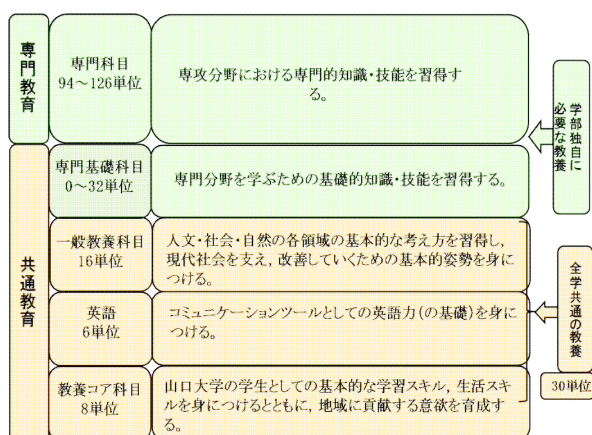 専門教育
専門科目
94～126単位
専攻分野における専門的知識・技能を習得す
る。
学部独自に
必要な教養
共通教育
専門基礎科目
0～32単位
専門分野を学ぶための基礎的知識・技能を習得する。
一般教養科目
16単位
人文・社会・自然の各領域の基本的な考え方を習得し,
現代社会を支え, 改善していくための基本的姿勢を身に
つける。
英語
6単位
コミュニケーションツールとしての英語力(の基礎)を身に
つける。
全学共通の教養
30単位
教養コア科目
8単位
山口大学の学生としての基本的な学習スキル, 生活スキ
ルを身につけるとともに, 地域に貢献する意欲を育成す
る。